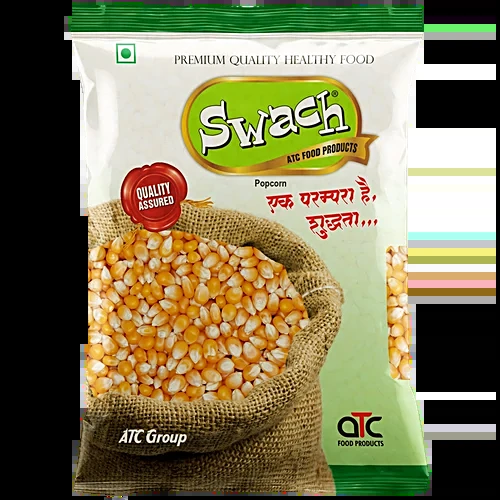 PREMIUM QUALITY HEALTHY FOOD
Swach®
ATC FOOD PRODUCTS
Popcorn
एक परम्परा है,
शुद्धता...
QUALITY
ASSURED
ATC Group
ATC
FOOD PRODUCTS